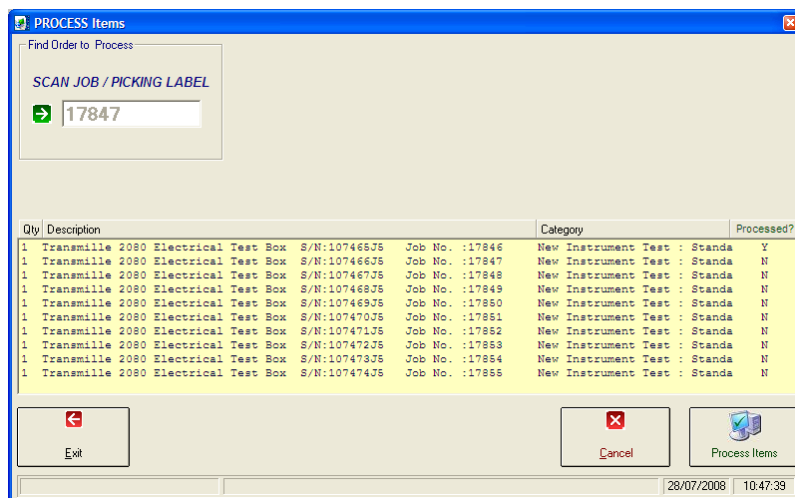 PROCESS Items
Find Order to Process
SCAN JOB / PICKING LABEL
17847
Qty Description Category Processed?
1 Transmille 2080 Electrical Test Box S/N:107465J5 Job No. :17846 New Instrument Test : Standa Y
1 Transmille 2080 Electrical Test Box S/N:107466J5 Job No. :17847 New Instrument Test : Standa N
1 Transmille 2080 Electrical Test Box S/N:107467J5 Job No. :17848 New Instrument Test : Standa N
1 Transmille 2080 Electrical Test Box S/N:107468J5 Job No. :17849 New Instrument Test : Standa N
1 Transmille 2080 Electrical Test Box S/N:107469J5 Job No. :17850 New Instrument Test : Standa N
1 Transmille 2080 Electrical Test Box S/N:107470J5 Job No. :17851 New Instrument Test : Standa N
1 Transmille 2080 Electrical Test Box S/N:107471J5 Job No. :17852 New Instrument Test : Standa N
1 Transmille 2080 Electrical Test Box S/N:107472J5 Job No. :17853 New Instrument Test : Standa N
1 Transmille 2080 Electrical Test Box S/N:107473J5 Job No. :17854 New Instrument Test : Standa N
1 Transmille 2080 Electrical Test Box S/N:107474J5 Job No. :17855 New Instrument Test : Standa N
Exit Cancel Process Items
28/07/2008 10:47:39